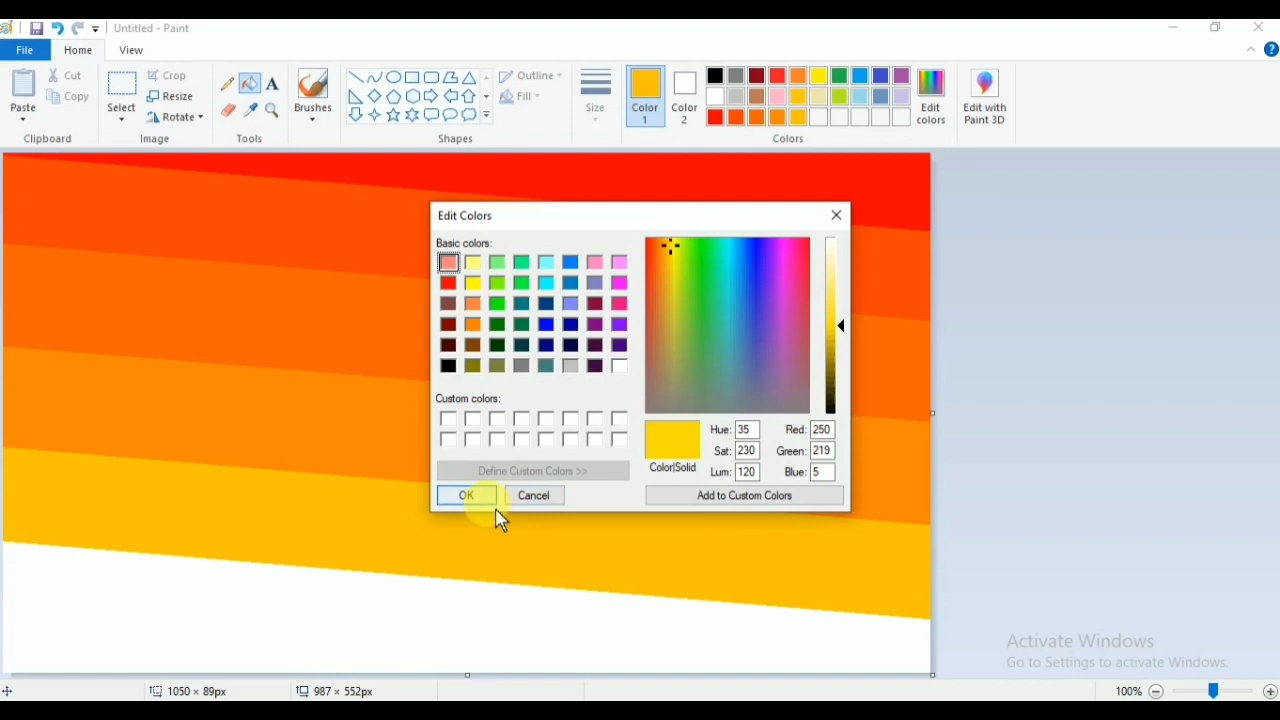 Untitled - Paint
File Home View
Paste
Cut
Copy
Clipboard
Select
Crop
Resize
Rotate
Image
Tools
Brushes
Outline
Fill
Shapes
Size
Color 1
Color 2
Edit colors
Colors
Edit with Paint 3D
Edit Colors
Basic colors:
Custom colors:
Define Custom Colors >>
OK Cancel
Color|Solid
Hue: 35 Red: 250
Sat: 230 Green: 219
Lum: 120 Blue: 5
Add to Custom Colors
Activate Windows
Go to Settings to activate Windows.
1050 × 89px 987 × 552px 100%